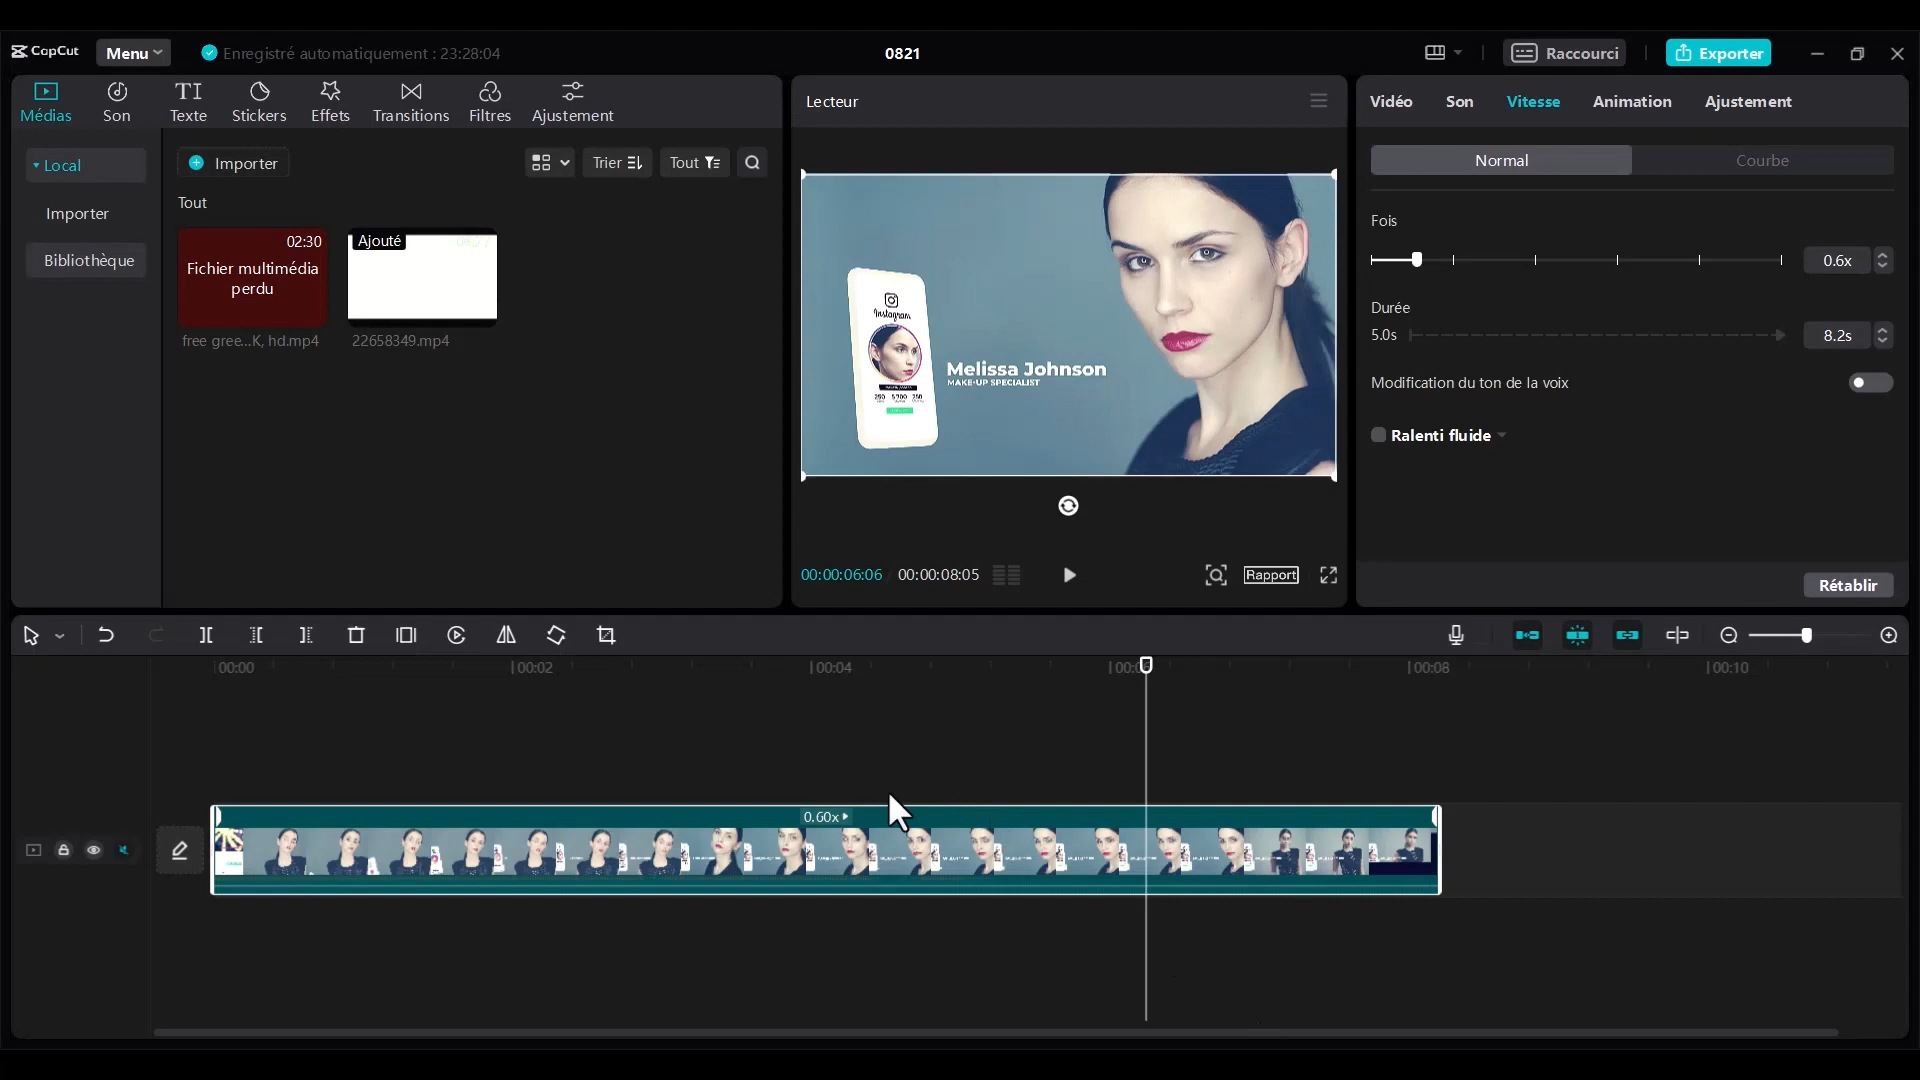 CapCut
Menu
Enregistré automatiquement : 23:28:04
0821
Raccourci
Exporter
Médias
Son
Texte
Stickers
Effets
Transitions
Filtres
Ajustement
Local
Importer
Bibliothèque
Importer
Trier
Tout
Tout
02:30
Fichier multimédia
perdu
free gree...K, hd.mp4
Ajouté
22658349.mp4
Lecteur
Instagram
250 5700 250
Melissa Johnson
MAKE-UP SPECIALIST
00:00:06:06
00:00:08:05
Rapport
Vidéo
Son
Vitesse
Animation
Ajustement
Normal
Courbe
Fois
0.6x
Durée
5.0s
8.2s
Modification du ton de la voix
Ralenti fluide
Rétablir
00:00
00:02
00:04
00:08
00:10
0.60x